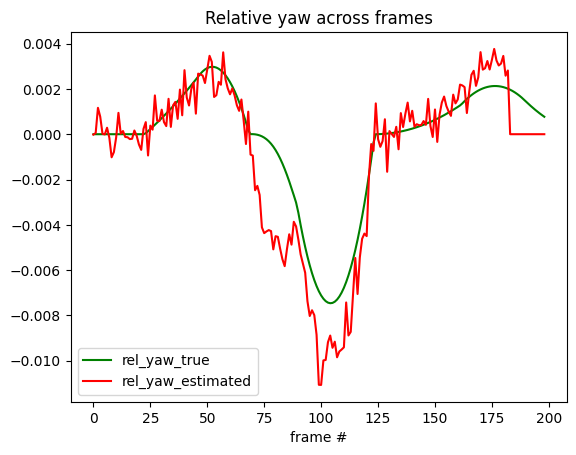 Relative yaw across frames
0.004
0.002
0.000
−0.002
−0.004
−0.006
−0.008
−0.010
rel_yaw_true
rel_yaw_estimated
0 25 50 75 100 125 150 175 200
frame #